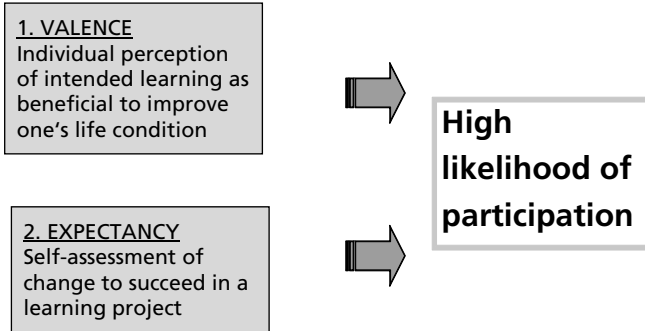 1. VALENCE
Individual perception
of intended learning as
beneficial to improve
one‘s life condition
2. EXPECTANCY
Self-assessment of
change to succeed in a
learning project
High
likelihood of
participation